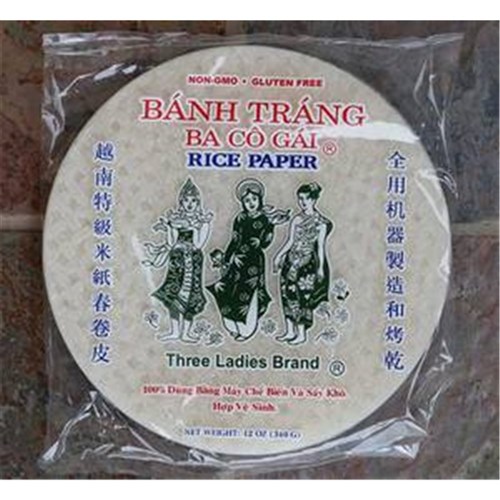 NON-GMO • GLUTEN FREE
BÁNH TRÁNG
BA CÔ GÁI ®
RICE PAPER
越南特級米紙春卷皮
全用机器製造和烤乾
Three Ladies Brand ®
100% Dùng Bằng Máy Chế Biến Và Sấy Khô
Hợp Vệ Sinh
NET WEIGHT: 12 OZ (340 G)